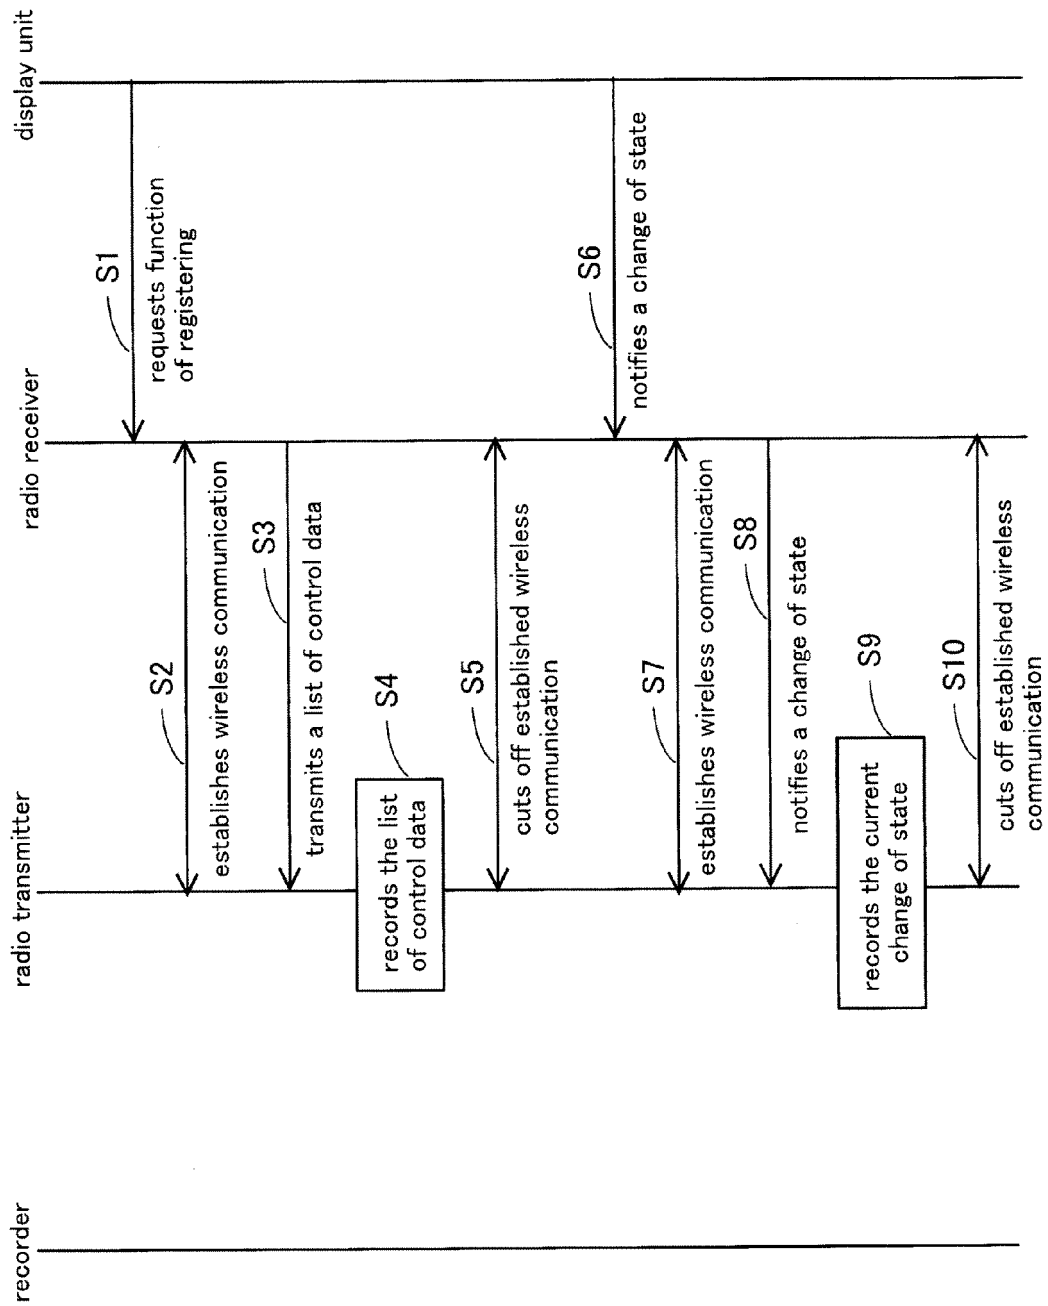 recorder
radio transmitter
radio receiver
display unit
S1
requests function
of registering
S2
establishes wireless communication
S3
transmits a list of control data
S4
records the list
of control data
S5
cuts off established wireless
communication
S6
notifies a change of state
S7
establishes wireless communication
S8
notifies a change of state
S9
records the current
change of state
S10
cuts off established wireless
communication